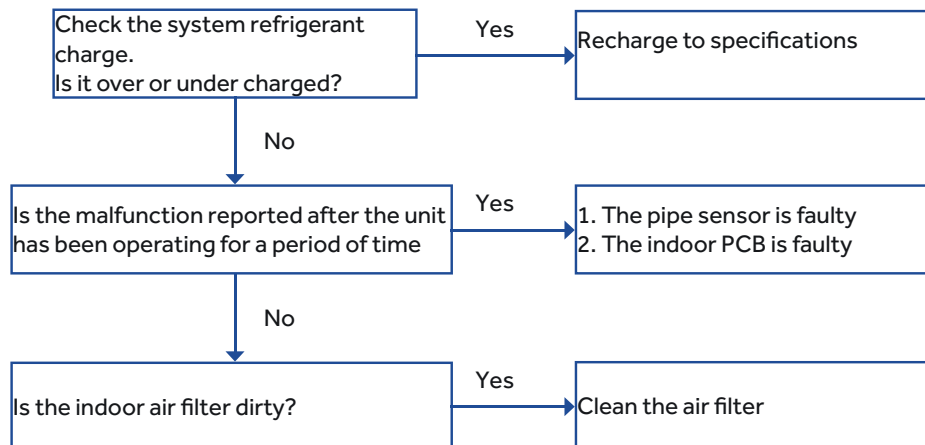 Check the system refrigerant
charge.
Is it over or under charged?
Yes
Recharge to specifications
No
Is the malfunction reported after the unit
has been operating for a period of time
Yes
1. The pipe sensor is faulty
2. The indoor PCB is faulty
No
Is the indoor air filter dirty?
Yes
Clean the air filter